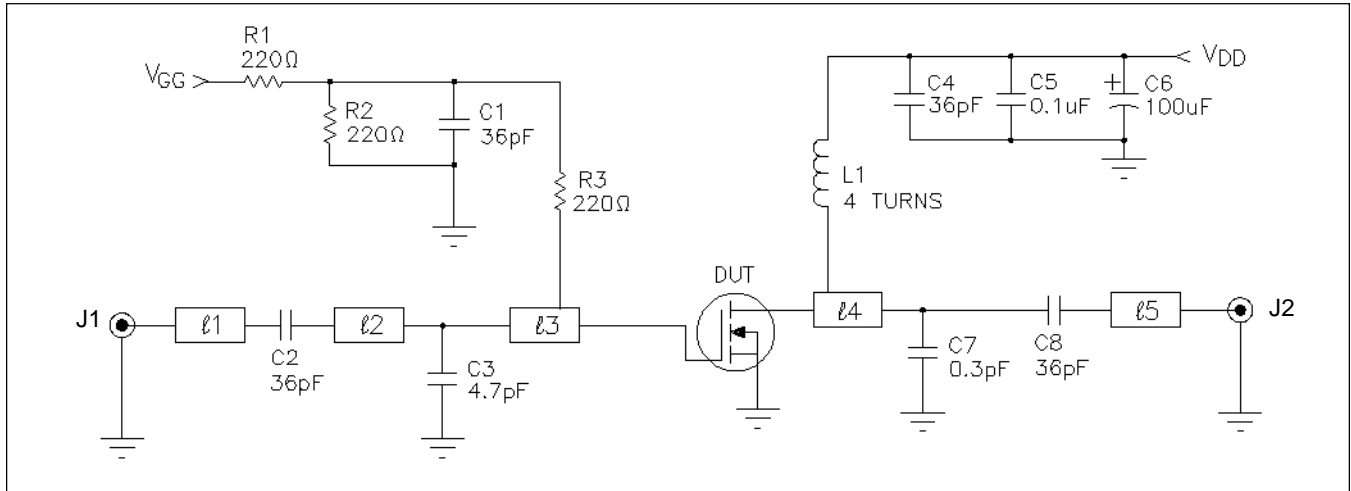 R1
220Ω
VGG
R2
220Ω
C1
36pF
R3
220Ω
VDD
C4
36pF
C5
0.1uF
+
C6
100uF
L1
4 TURNS
DUT
J1
ℓ1
C2
36pF
ℓ2
C3
4.7pF
ℓ3
ℓ4
C7
0.3pF
C8
36pF
ℓ5
J2